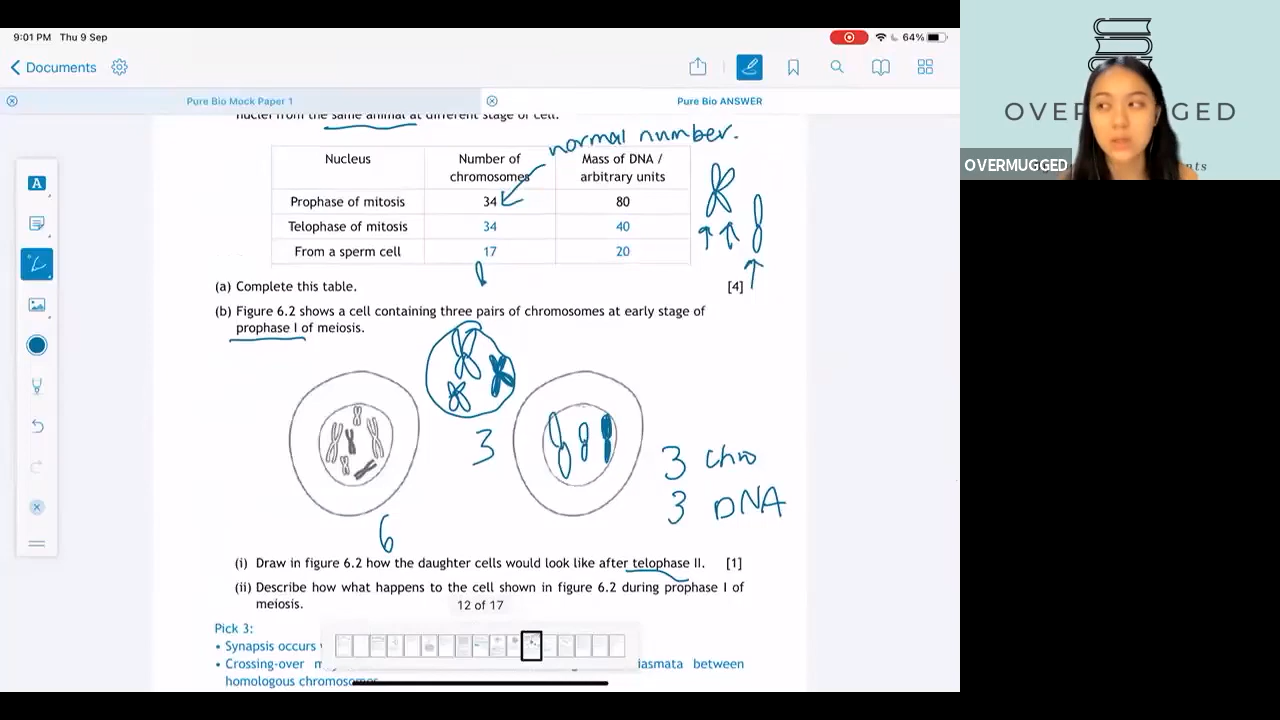 9:01 PM Thu 9 Sep
64%
Documents
Pure Bio Mock Paper 1
Pure Bio ANSWER
nuclei from the same animal at different stage of cell.
normal number.
Nucleus
Number of chromosomes
Mass of DNA / arbitrary units
Prophase of mitosis 34 80
Telophase of mitosis 34 40
From a sperm cell 17 20
(a) Complete this table. [4]
(b) Figure 6.2 shows a cell containing three pairs of chromosomes at early stage of
prophase I of meiosis.
3
3 chro
3 DNA
6
(i) Draw in figure 6.2 how the daughter cells would look like after telophase II. [1]
(ii) Describe how what happens to the cell shown in figure 6.2 during prophase I of
meiosis.
12 of 17
Pick 3:
• Synapsis occurs
• Crossing-over between
homologous chromosomes
OVERMUGGED
A